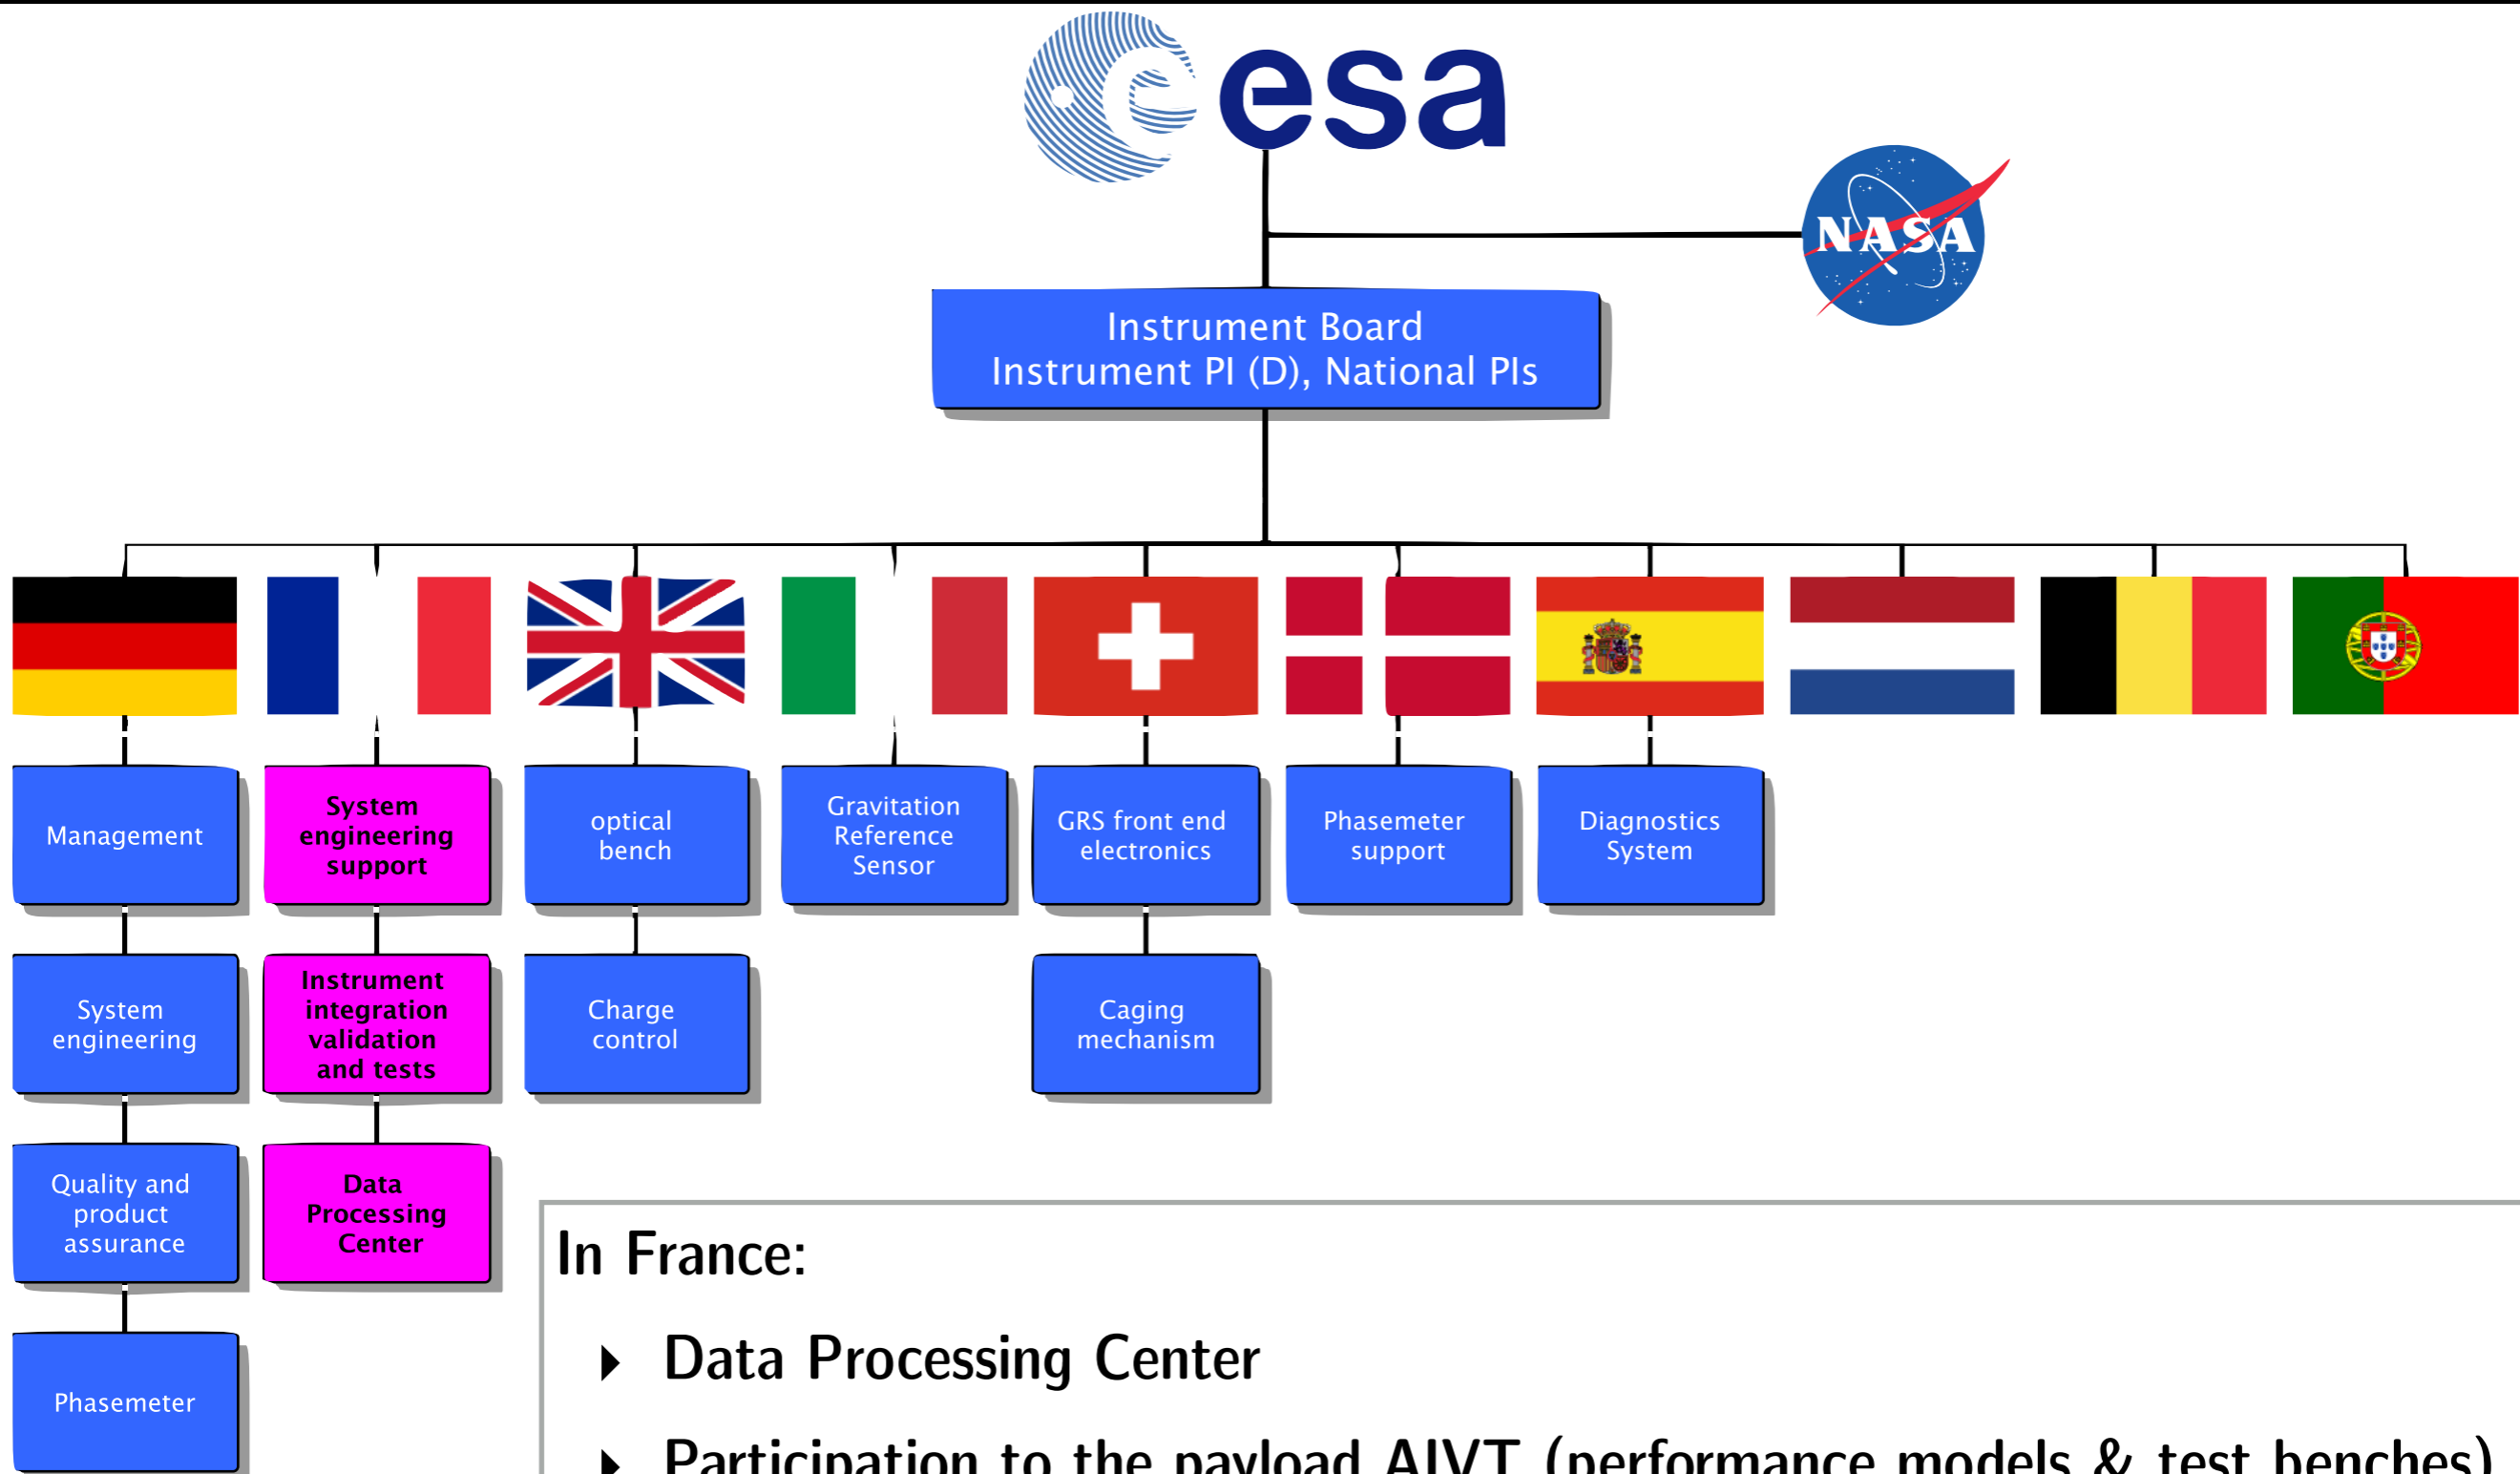 esa
NASA
Instrument Board
Instrument PI (D), National PIs
Management
System
engineering
support
optical
bench
Gravitation
Reference
Sensor
GRS front end
electronics
Phasemeter
support
Diagnostics
System
System
engineering
Instrument
integration
validation
and tests
Charge
control
Caging
mechanism
Quality and
product
assurance
Data
Processing
Center
Phasemeter
In France:
Data Processing Center
Participation to the payload AIVT (performance models & test benches)